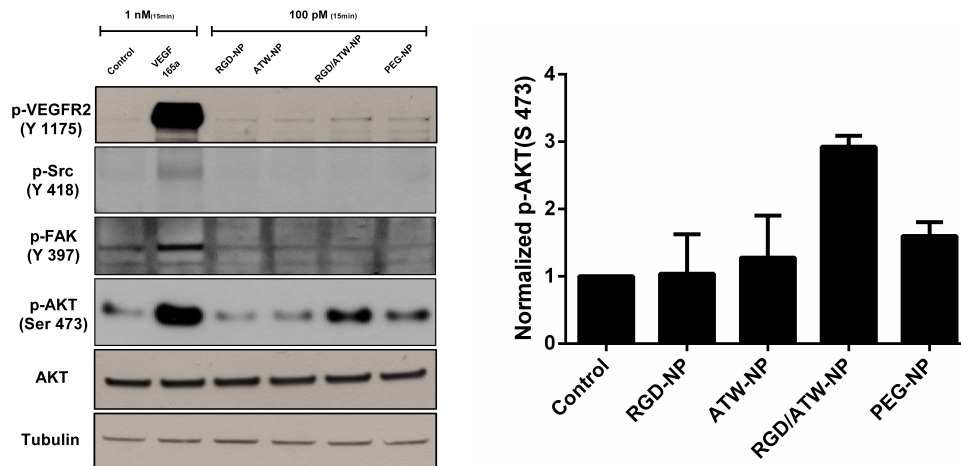 1 nM(15min)
100 pM (15min)
Control
VEGF
165a
RGD-NP
ATW-NP
RGD/ATW-NP
PEG-NP
p-VEGFR2
(Y 1175)
p-Src
(Y 418)
p-FAK
(Y 397)
p-AKT
(Ser 473)
AKT
Tubulin
Normalized p-AKT(S 473)
4
3
2
1
0
Control
RGD-NP
ATW-NP
RGD/ATW-NP
PEG-NP